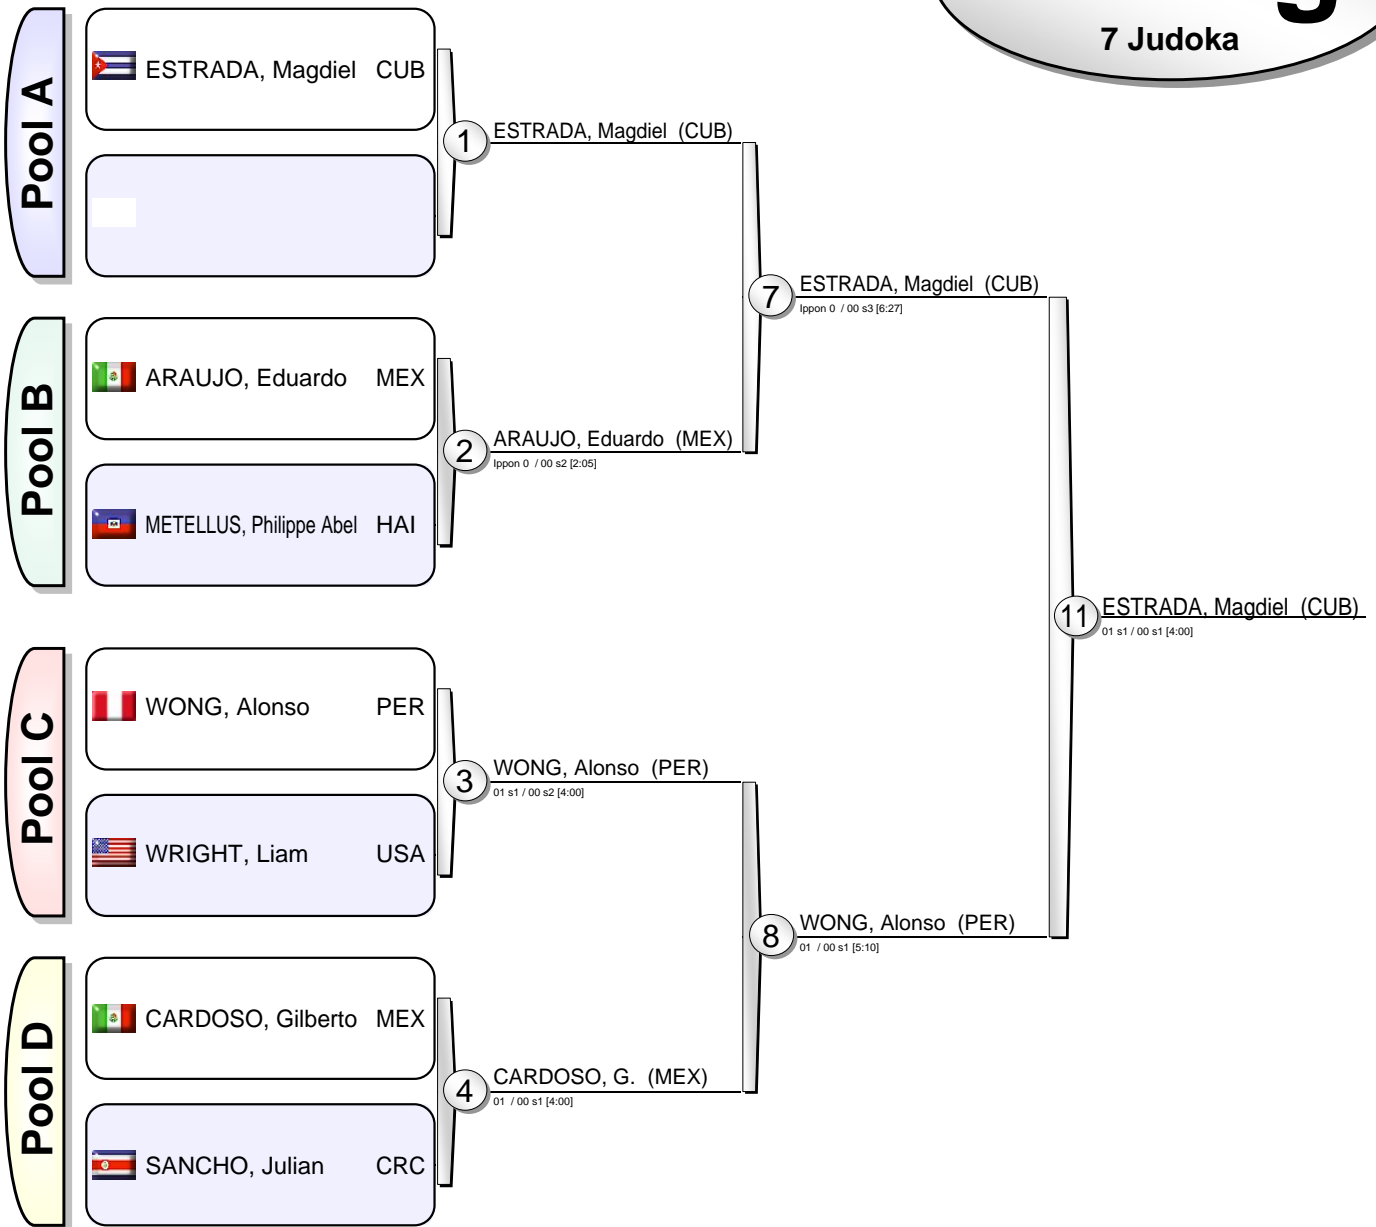 7 Judoka
Pool A
ESTRADA, Magdiel CUB
1 ESTRADA, Magdiel (CUB)
7 ESTRADA, Magdiel (CUB)
Ippon 0 / 00 s3 [6:27]
Pool B
ARAUJO, Eduardo MEX
2 ARAUJO, Eduardo (MEX)
Ippon 0 / 00 s2 [2:05]
METELLUS, Philippe Abel HAI
11 ESTRADA, Magdiel (CUB)
01 s1 / 00 s1 [4:00]
Pool C
WONG, Alonso PER
3 WONG, Alonso (PER)
01 s1 / 00 s2 [4:00]
WRIGHT, Liam USA
8 WONG, Alonso (PER)
01 / 00 s1 [5:10]
Pool D
CARDOSO, Gilberto MEX
4 CARDOSO, G. (MEX)
01 / 00 s1 [4:00]
SANCHO, Julian CRC